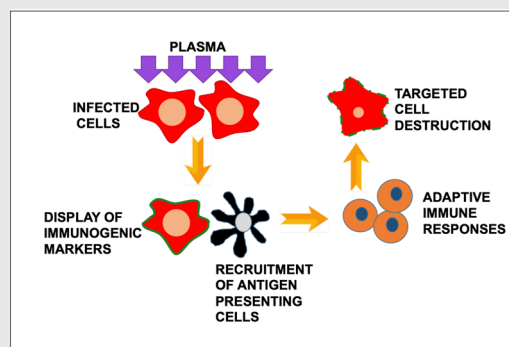 PLASMA
INFECTED
CELLS
DISPLAY OF
IMMUNOGENIC
MARKERS
RECRUITMENT
OF ANTIGEN
PRESENTING
CELLS
ADAPTIVE
IMMUNE
RESPONSES
TARGETED
CELL
DESTRUCTION